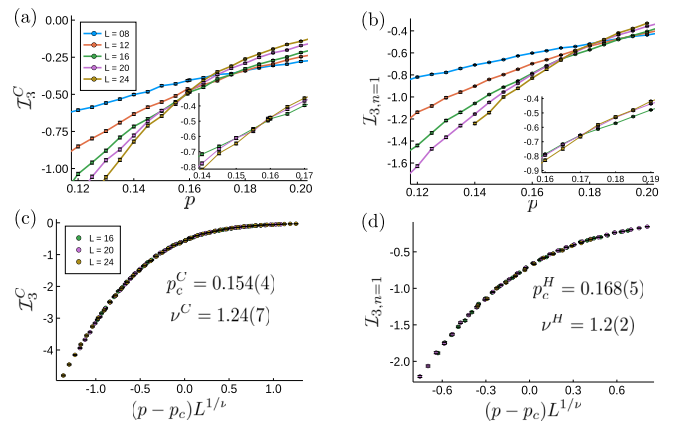 (a)
0.00
-0.25
-0.50
-0.75
-1.00
I_3^C
L = 08
L = 12
L = 16
L = 20
L = 24
-0.4
-0.5
-0.6
-0.7
-0.8
0.14 0.15 0.16 0.17
0.12 0.14 0.16 0.18 0.20
p
(b)
-0.4
-0.6
-0.8
-1.0
-1.2
-1.4
-1.6
I_{3,n=1}
-0.4
-0.5
-0.6
-0.7
-0.8
-0.9
0.16 0.17 0.18 0.19
0.12 0.14 0.16 0.18 0.20
p
(c)
0
-1
-2
-3
-4
I_3^C
L = 16
L = 20
L = 24
p_c^C = 0.154(4)
ν^C = 1.24(7)
-1.0 -0.5 0.0 0.5 1.0
(p − p_c)L^{1/ν}
(d)
-0.5
-1.0
-1.5
-2.0
I_{3,n=1}
p_c^H = 0.168(5)
ν^H = 1.2(2)
-0.6 -0.3 0.0 0.3 0.6
(p − p_c)L^{1/ν}